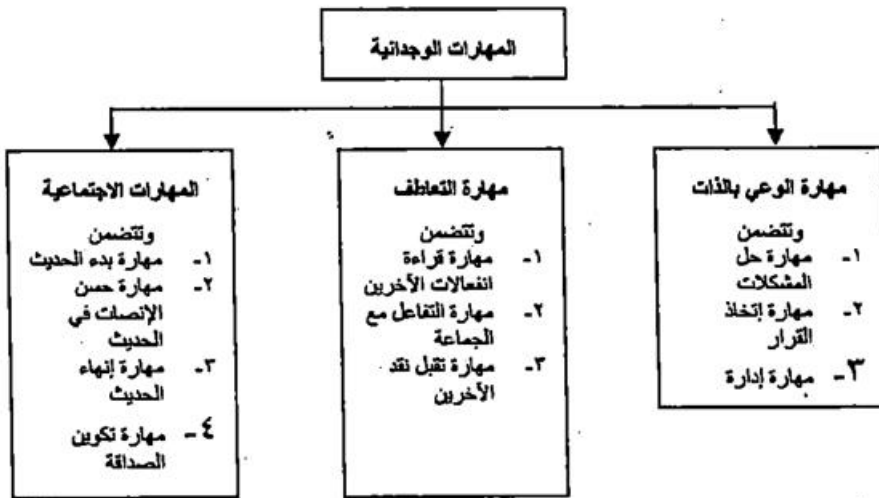 المهارات الوجدانية
مهارة الوعي بالذات
وتتضمن
١- مهارة حل
المشكلات
٢- مهارة إتخاذ
القرار
٣- مهارة إدارة
مهارة التعاطف
وتتضمن
١- مهارة قراءة
انفعالات الآخرين
٢- مهارة التفاعل مع
الجماعة
٣- مهارة تقبل نقد
الآخرين
المهارات الاجتماعية
وتتضمن
١- مهارة بدء الحديث
٢- مهارة حسن
الإنصات في
الحديث
٣- مهارة إنهاء
الحديث
٤- مهارة تكوين
الصداقة